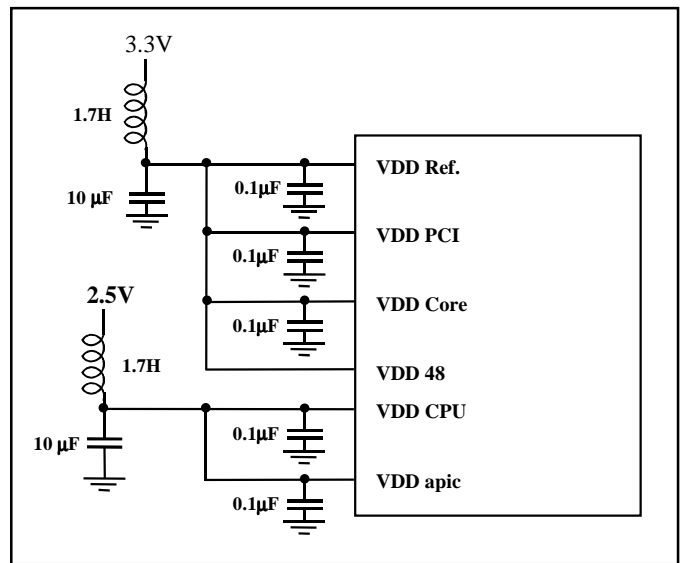 3.3V
1.7H
10 μF
0.1μF
VDD Ref.
0.1μF
VDD PCI
0.1μF
VDD Core
VDD 48
2.5V
1.7H
10 μF
0.1μF
VDD CPU
0.1μF
VDD apic